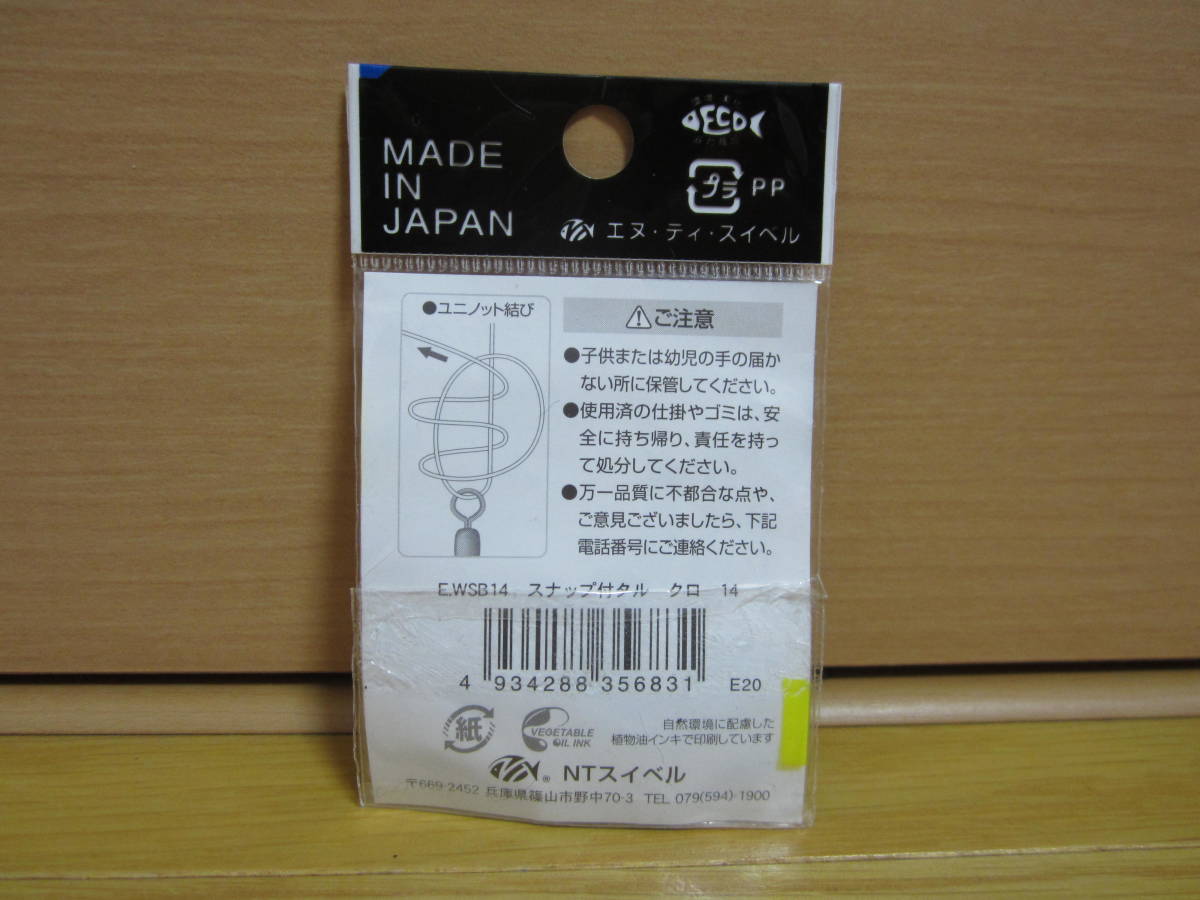 MADE
IN
JAPAN
ECO
プラ PP
エヌ・ティ・スイベル
●ユニノット結び
ご注意
●子供または幼児の手の届か
ない所に保管してください。
●使用済の仕掛やゴミは、安
全に持ち帰り、責任を持っ
て処分してください。
●万一品質に不都合な点や、
ご意見ございましたら、下記
電話番号にご連絡ください。
E.WSB14 スナップ付タル クロ 14
4 934288 356831 E20
紙
VEGETABLE
OIL INK
自然環境に配慮した
植物油インキで印刷しています
® NTスイベル
〒669-2452 兵庫県篠山市野中70-3 TEL 079(594)1900